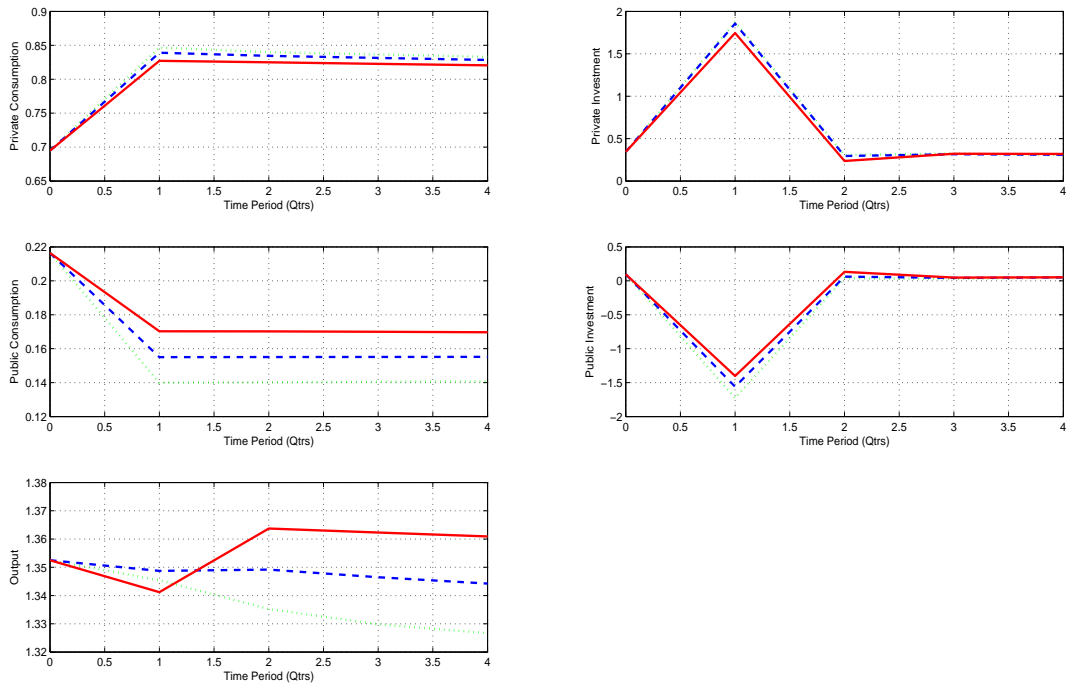 0.9
0.85
0.8
0.75
0.7
0.65
Private Consumption
0 0.5 1 1.5 2 2.5 3 3.5 4
Time Period (Qtrs)
2
1.5
1
0.5
0
Private Investment
0 0.5 1 1.5 2 2.5 3 3.5 4
Time Period (Qtrs)
0.22
0.2
0.18
0.16
0.14
0.12
Public Consumption
0 0.5 1 1.5 2 2.5 3 3.5 4
Time Period (Qtrs)
0.5
0
−0.5
−1
−1.5
−2
Public Investment
0 0.5 1 1.5 2 2.5 3 3.5 4
Time Period (Qtrs)
1.38
1.37
1.36
1.35
1.34
1.33
1.32
Output
0 0.5 1 1.5 2 2.5 3 3.5 4
Time Period (Qtrs)